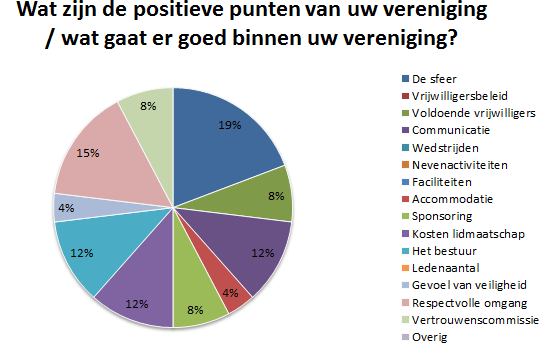 Wat zijn de positieve punten van uw vereniging
/ wat gaat er goed binnen uw vereniging?
19%
8%
12%
4%
8%
12%
12%
4%
15%
8%
De sfeer
Vrijwilligersbeleid
Voldoende vrijwilligers
Communicatie
Wedstrijden
Nevenactiviteiten
Faciliteiten
Accommodatie
Sponsoring
Kosten lidmaatschap
Het bestuur
Ledenaantal
Gevoel van veiligheid
Respectvolle omgang
Vertrouwenscommissie
Overig